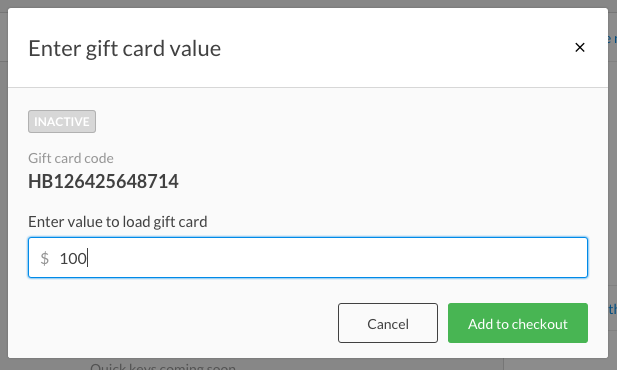 Enter gift card value
×
INACTIVE
Gift card code
HB126425648714
Enter value to load gift card
$ 100
Cancel
Add to checkout
Quick keys coming soon